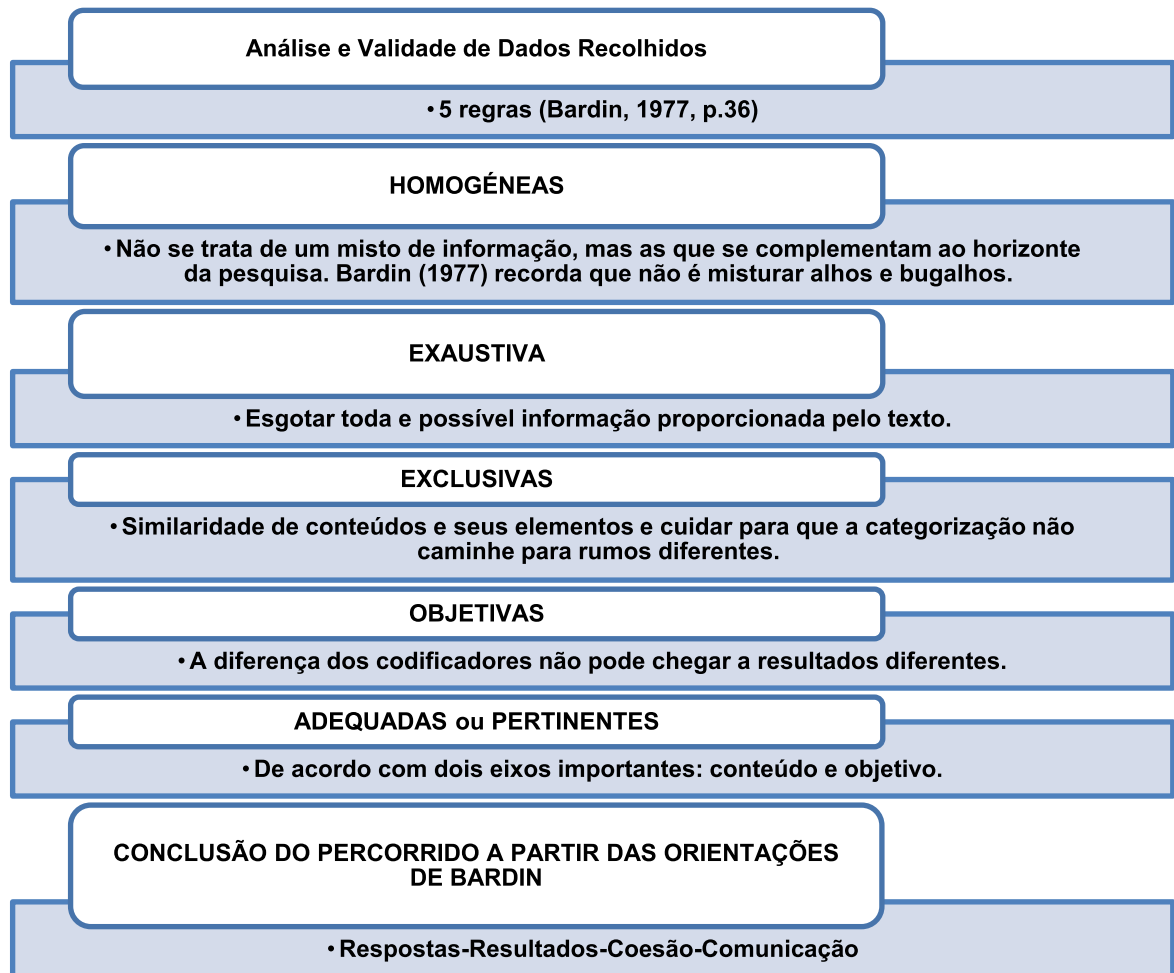 Análise e Validade de Dados Recolhidos
• 5 regras (Bardin, 1977, p.36)
HOMOGÉNEAS
• Não se trata de um misto de informação, mas as que se complementam ao horizonte
da pesquisa. Bardin (1977) recorda que não é misturar alhos e bugalhos.
EXAUSTIVA
• Esgotar toda e possível informação proporcionada pelo texto.
EXCLUSIVAS
• Similaridade de conteúdos e seus elementos e cuidar para que a categorização não
caminhe para rumos diferentes.
OBJETIVAS
• A diferença dos codificadores não pode chegar a resultados diferentes.
ADEQUADAS ou PERTINENTES
• De acordo com dois eixos importantes: conteúdo e objetivo.
CONCLUSÃO DO PERCORRIDO A PARTIR DAS ORIENTAÇÕES
DE BARDIN
• Respostas-Resultados-Coesão-Comunicação